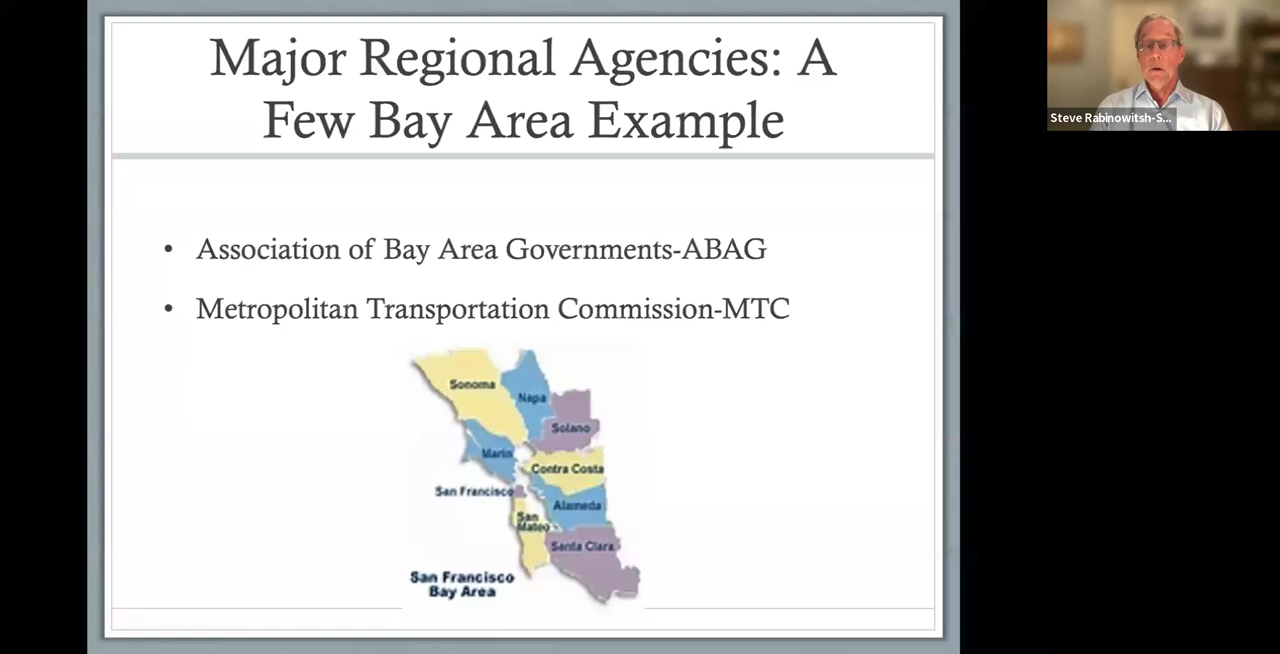 Major Regional Agencies: A
Few Bay Area Example
Steve Rabinowitsh-S...
• Association of Bay Area Governments-ABAG
• Metropolitan Transportation Commission-MTC
Sonoma
Napa
Solano
Marin
Contra Costa
San Francisco
Alameda
San
Mateo
Santa Clara
San Francisco
Bay Area